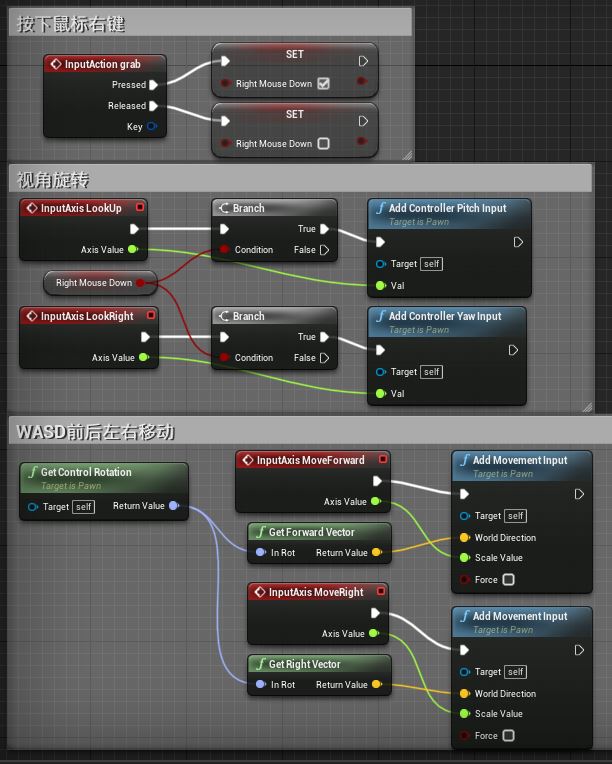 按下鼠标右键
InputAction grab
Pressed
Released
Key
SET
Right Mouse Down
SET
Right Mouse Down
视角旋转
InputAxis LookUp
Axis Value
Branch
True
Condition
False
Add Controller Pitch Input
Target is Pawn
Target self
Val
Right Mouse Down
InputAxis LookRight
Axis Value
Branch
True
Condition
False
Add Controller Yaw Input
Target is Pawn
Target self
Val
WASD前后左右移动
Get Control Rotation
Target is Pawn
Target self
Return Value
InputAxis MoveForward
Axis Value
Get Forward Vector
In Rot
Return Value
Add Movement Input
Target is Pawn
Target self
World Direction
Scale Value
Force
InputAxis MoveRight
Axis Value
Get Right Vector
In Rot
Return Value
Add Movement Input
Target is Pawn
Target self
World Direction
Scale Value
Force